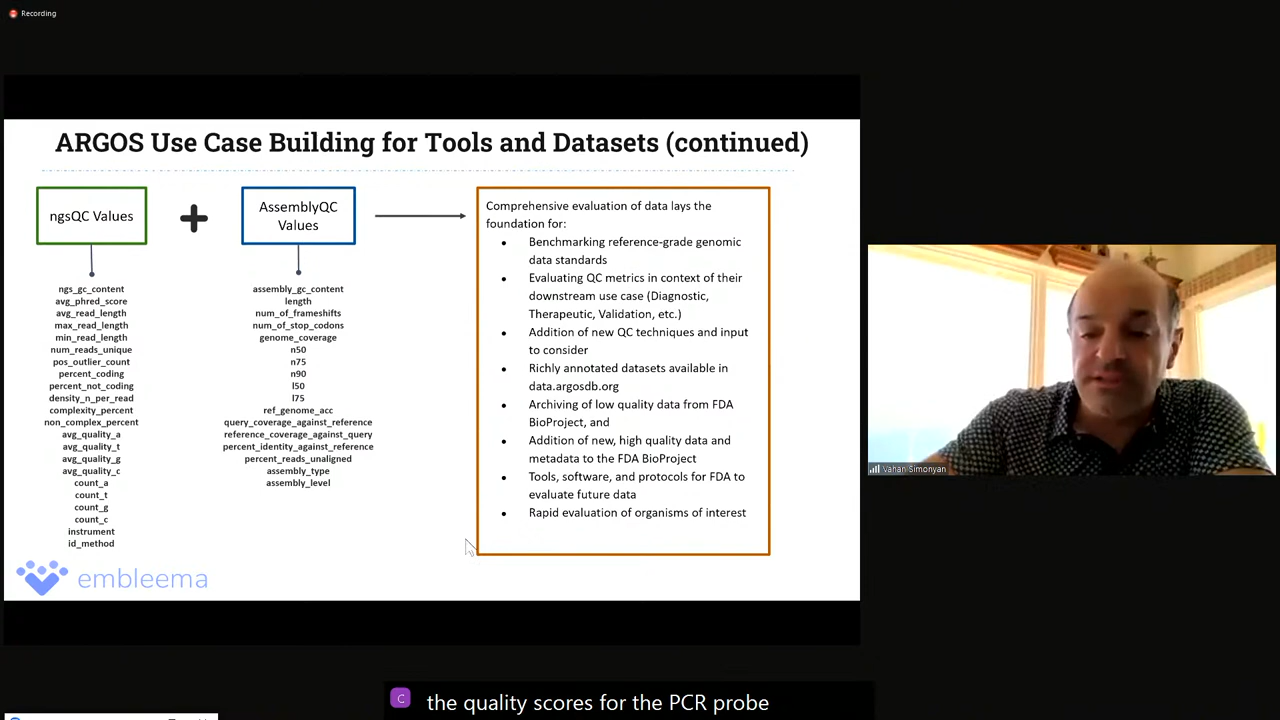 Recording
ARGOS Use Case Building for Tools and Datasets (continued)
ngsQC Values
AssemblyQC
Values
ngs_gc_content
avg_phred_score
avg_read_length
max_read_length
min_read_length
num_reads_unique
pos_outlier_count
percent_coding
percent_not_coding
density_n_per_read
complexity_percent
non_complex_percent
avg_quality_a
avg_quality_t
avg_quality_g
avg_quality_c
count_a
count_t
count_g
count_c
instrument
id_method
assembly_gc_content
length
num_of_frameshifts
num_of_stop_codons
genome_coverage
n50
n75
n90
l50
l75
ref_genome_acc
query_coverage_against_reference
reference_coverage_against_query
percent_identity_against_reference
percent_reads_unaligned
assembly_type
assembly_level
Comprehensive evaluation of data lays the
foundation for:
• Benchmarking reference-grade genomic
data standards
• Evaluating QC metrics in context of their
downstream use case (Diagnostic,
Therapeutic, Validation, etc.)
• Addition of new QC techniques and input
to consider
• Richly annotated datasets available in
data.argosdb.org
• Archiving of low quality data from FDA
BioProject, and
• Addition of new, high quality data and
metadata to the FDA BioProject
• Tools, software, and protocols for FDA to
evaluate future data
• Rapid evaluation of organisms of interest
embleema
Vahan Simonyan
C
the quality scores for the PCR probe